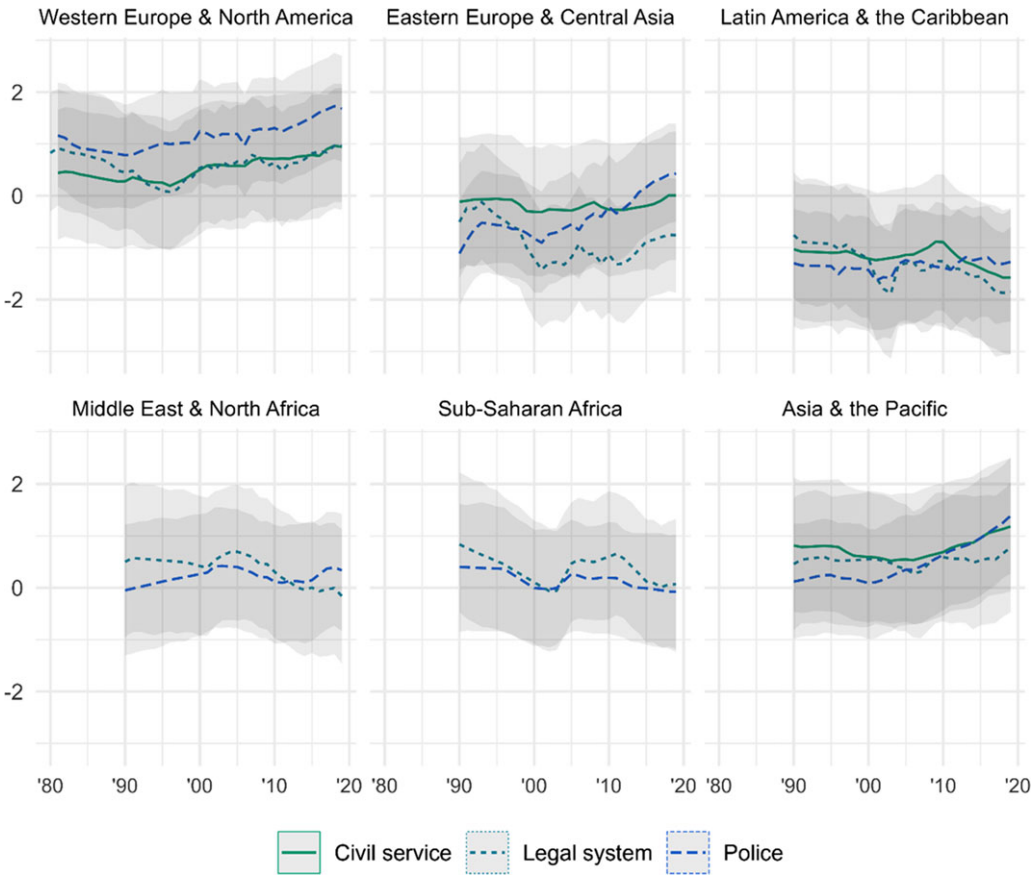 Western Europe & North America Eastern Europe & Central Asia Latin America & the Caribbean
2
0
-2
Middle East & North Africa Sub-Saharan Africa Asia & the Pacific
2
0
-2
'80 '90 '00 '10 '20 '80 '90 '00 '10 '20 '80 '90 '00 '10 '20
Civil service Legal system Police